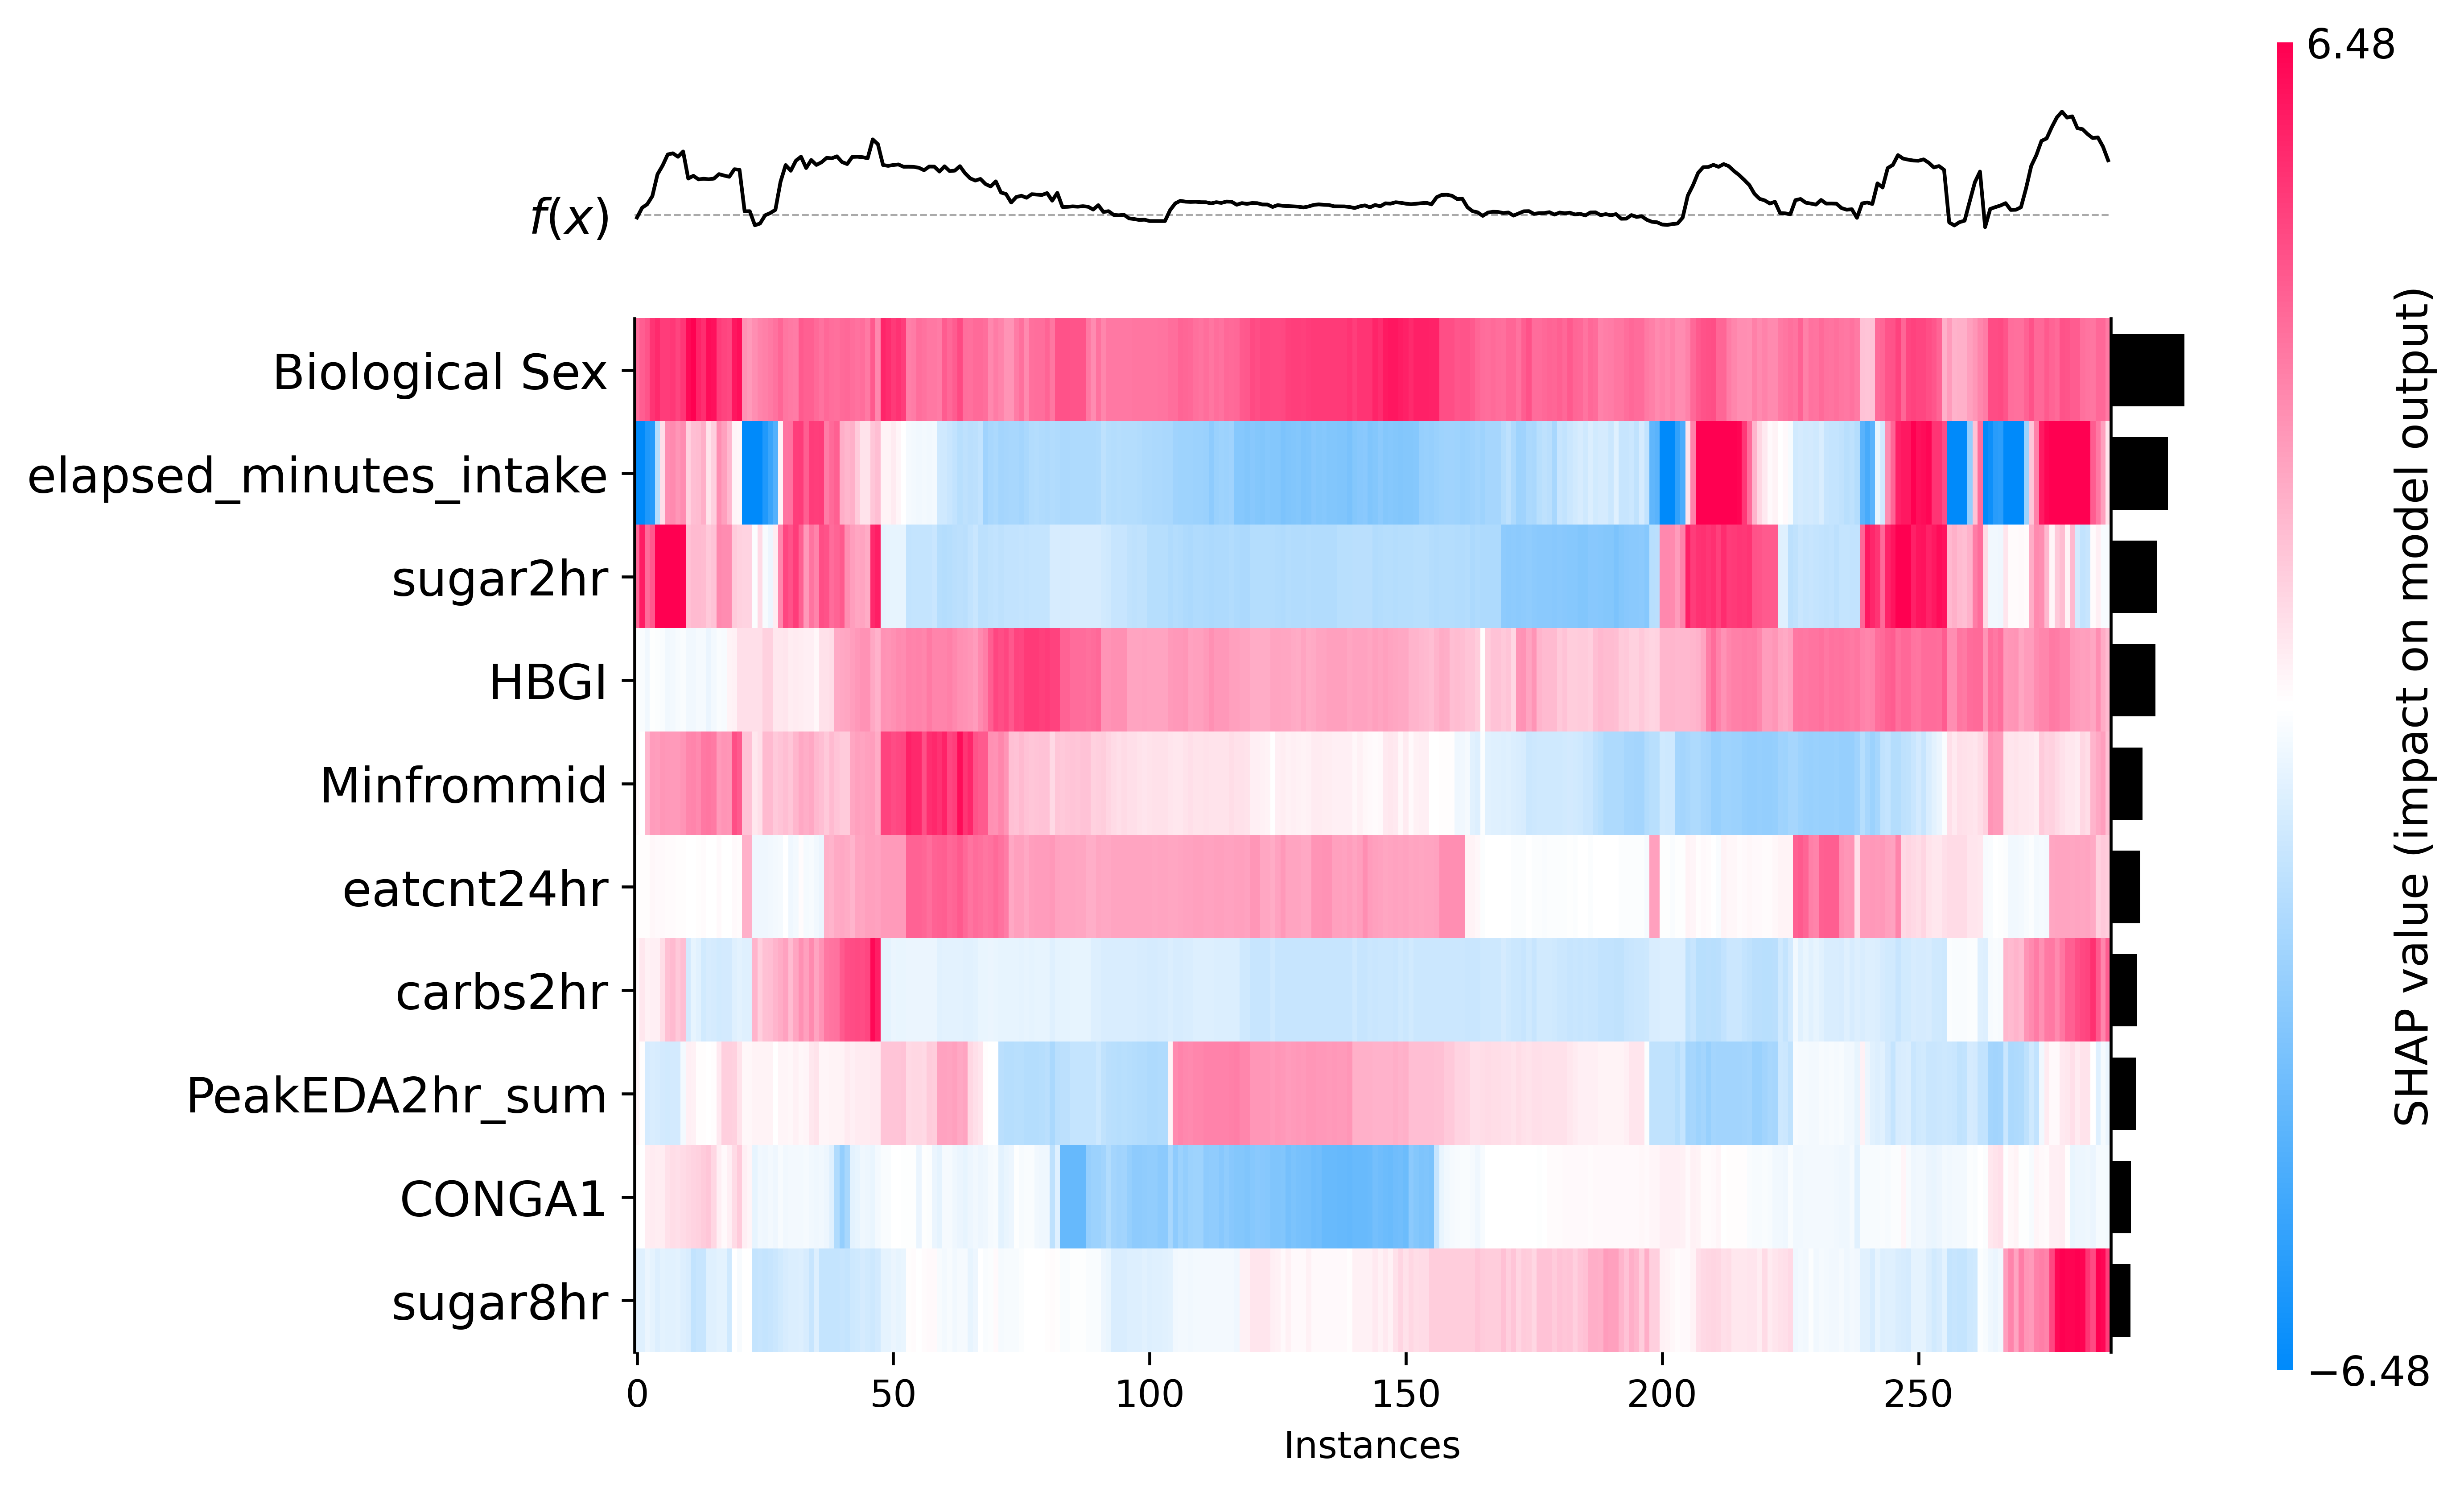 6.48
f(x)
Biological Sex
elapsed_minutes_intake
sugar2hr
HBGI
Minfrommid
eatcnt24hr
carbs2hr
PeakEDA2hr_sum
CONGA1
sugar8hr
0 50 100 150 200 250
Instances
−6.48
SHAP value (impact on model output)